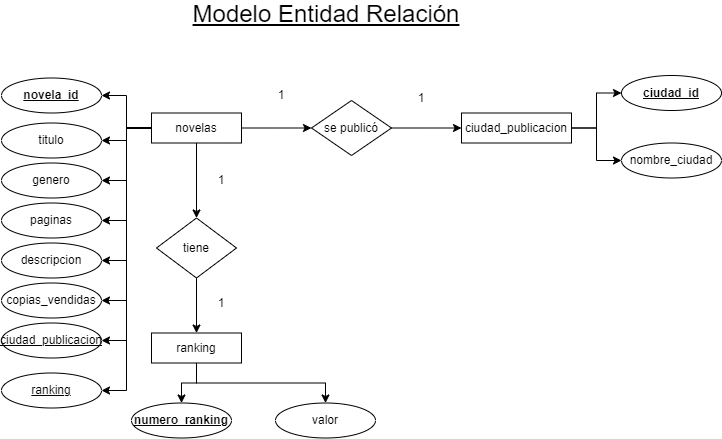 Modelo Entidad Relación
novela_id
1
1
ciudad_id
novelas
se publicó
ciudad_publicacion
titulo
nombre_ciudad
genero
1
paginas
tiene
descripcion
copias_vendidas
1
ciudad_publicacion
ranking
ranking
numero_ranking
valor